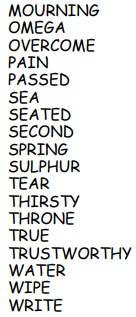 MOURNING
OMEGA
OVERCOME
PAIN
PASSED
SEA
SEATED
SECOND
SPRING
SULPHUR
TEAR
THIRSTY
THRONE
TRUE
TRUSTWORTHY
WATER
WIPE
WRITE